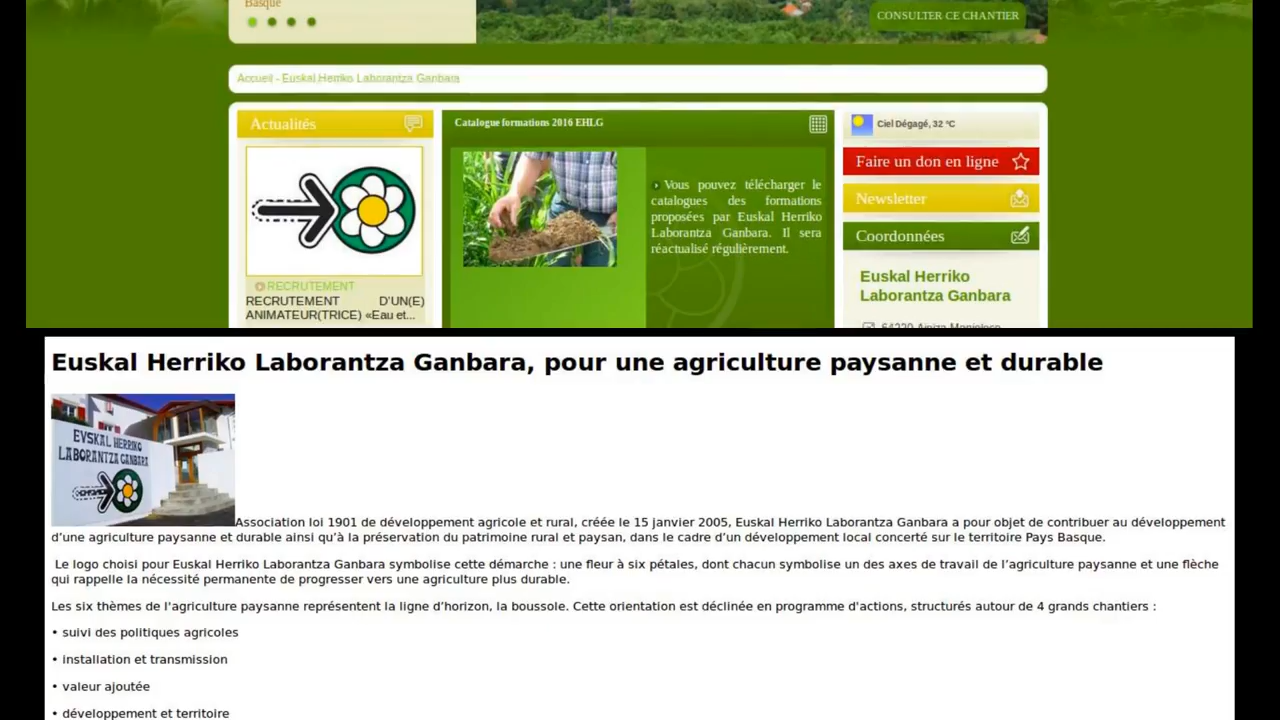 Basque
CONSULTER CE CHANTIER
Accueil - Euskal Herriko Laborantza Ganbara
Actualités
RECRUTEMENT
RECRUTEMENT D'UN(E)
ANIMATEUR(TRICE) «Eau et...
Catalogue formations 2016 EHLG
Vous pouvez télécharger le
catalogues des formations
proposées par Euskal Herriko
Laborantza Ganbara. Il sera
réactualisé régulièrement.
Ciel Dégagé, 32 °C
Faire un don en ligne
Newsletter
Coordonnées
Euskal Herriko
Laborantza Ganbara
Euskal Herriko Laborantza Ganbara, pour une agriculture paysanne et durable
EVSKAL HERRIKO
LABORANTZA GANBARA
Association loi 1901 de développement agricole et rural, créée le 15 janvier 2005, Euskal Herriko Laborantza Ganbara a pour objet de contribuer au développement
d’une agriculture paysanne et durable ainsi qu’à la préservation du patrimoine rural et paysan, dans le cadre d’un développement local concerté sur le territoire Pays Basque.
Le logo choisi pour Euskal Herriko Laborantza Ganbara symbolise cette démarche : une fleur à six pétales, dont chacun symbolise un des axes de travail de l’agriculture paysanne et une flèche
qui rappelle la nécessité permanente de progresser vers une agriculture plus durable.
Les six thèmes de l'agriculture paysanne représentent la ligne d’horizon, la boussole. Cette orientation est déclinée en programme d'actions, structurés autour de 4 grands chantiers :
• suivi des politiques agricoles
• installation et transmission
• valeur ajoutée
• développement et territoire